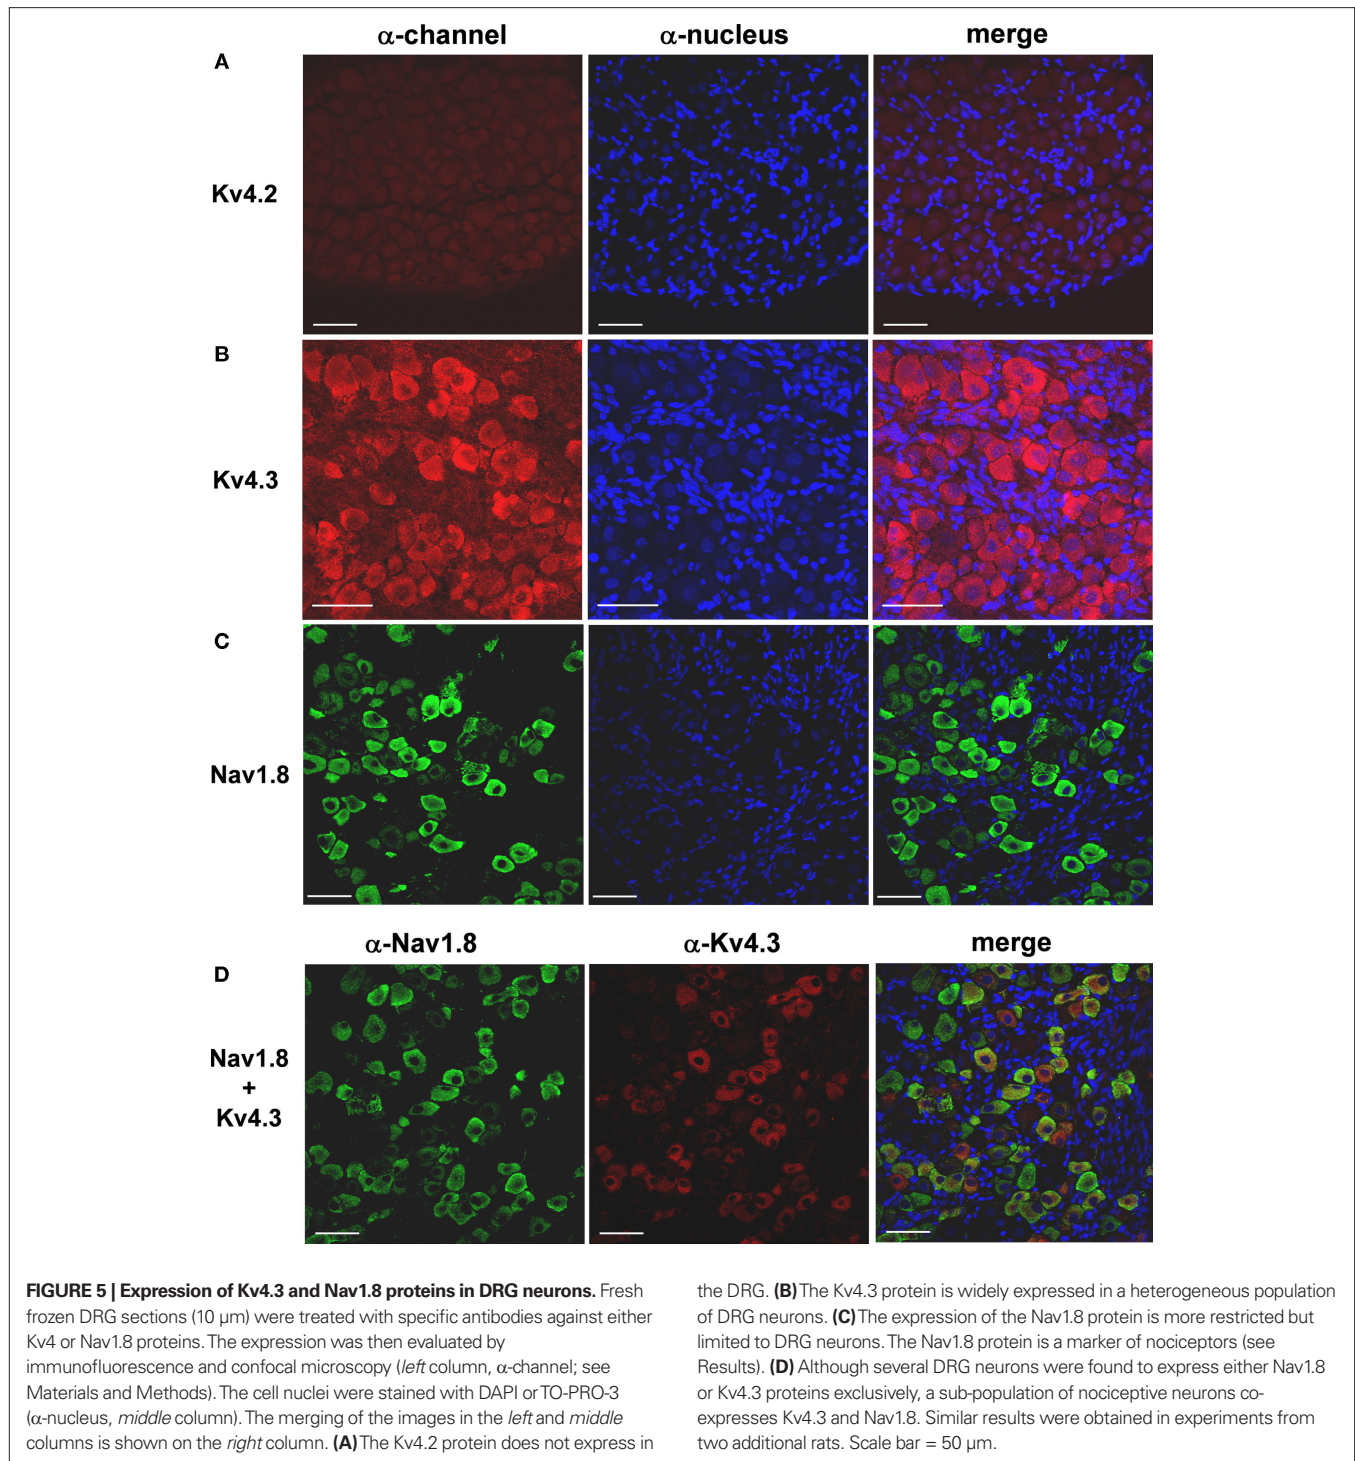 α-channel α-nucleus merge
A
Kv4.2
B
Kv4.3
C
Nav1.8
α-Nav1.8 α-Kv4.3 merge
D
Nav1.8
+
Kv4.3
FIGURE 5 | Expression of Kv4.3 and Nav1.8 proteins in DRG neurons. Fresh
frozen DRG sections (10 μm) were treated with specific antibodies against either
Kv4 or Nav1.8 proteins. The expression was then evaluated by
immunofluorescence and confocal microscopy (left column, α-channel; see
Materials and Methods). The cell nuclei were stained with DAPI or TO-PRO-3
(α-nucleus, middle column). The merging of the images in the left and middle
columns is shown on the right column. (A) The Kv4.2 protein does not express in
the DRG. (B) The Kv4.3 protein is widely expressed in a heterogeneous population
of DRG neurons. (C) The expression of the Nav1.8 protein is more restricted but
limited to DRG neurons. The Nav1.8 protein is a marker of nociceptors (see
Results). (D) Although several DRG neurons were found to express either Nav1.8
or Kv4.3 proteins exclusively, a sub-population of nociceptive neurons co-
expresses Kv4.3 and Nav1.8. Similar results were obtained in experiments from
two additional rats. Scale bar = 50 μm.